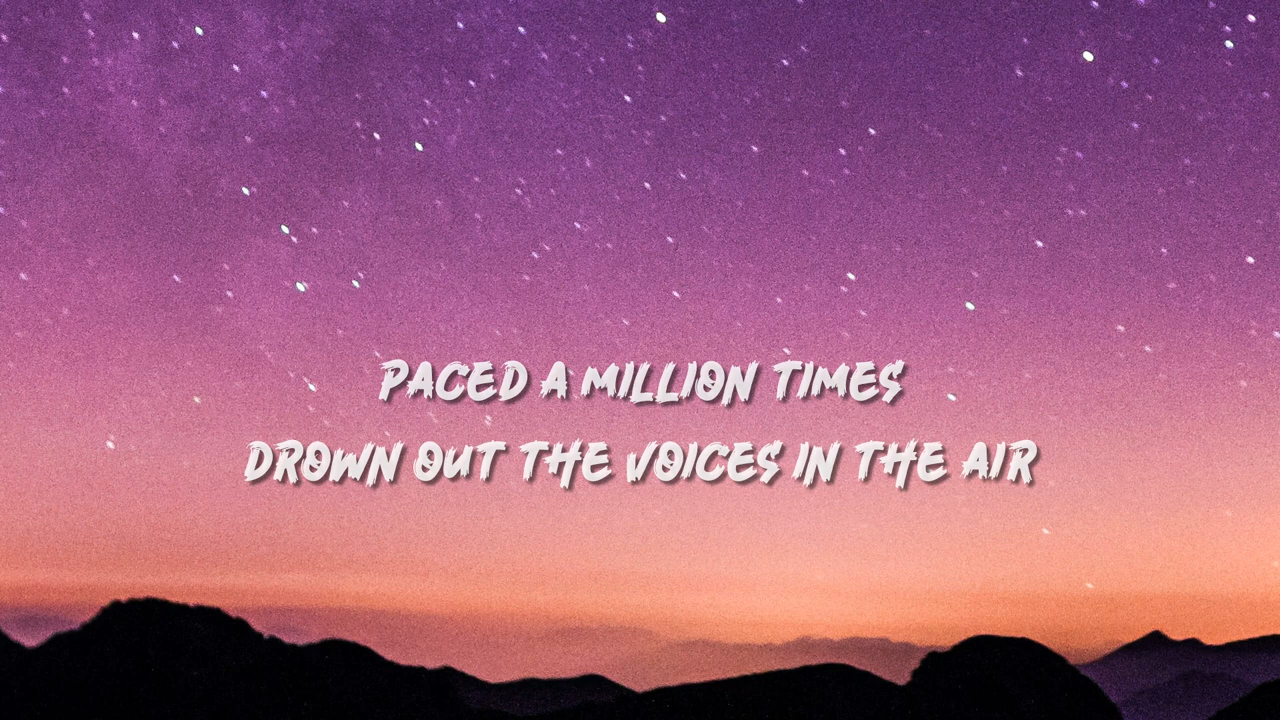 PACED A MILLION TIMES
DROWN OUT THE VOICES IN THE AIR